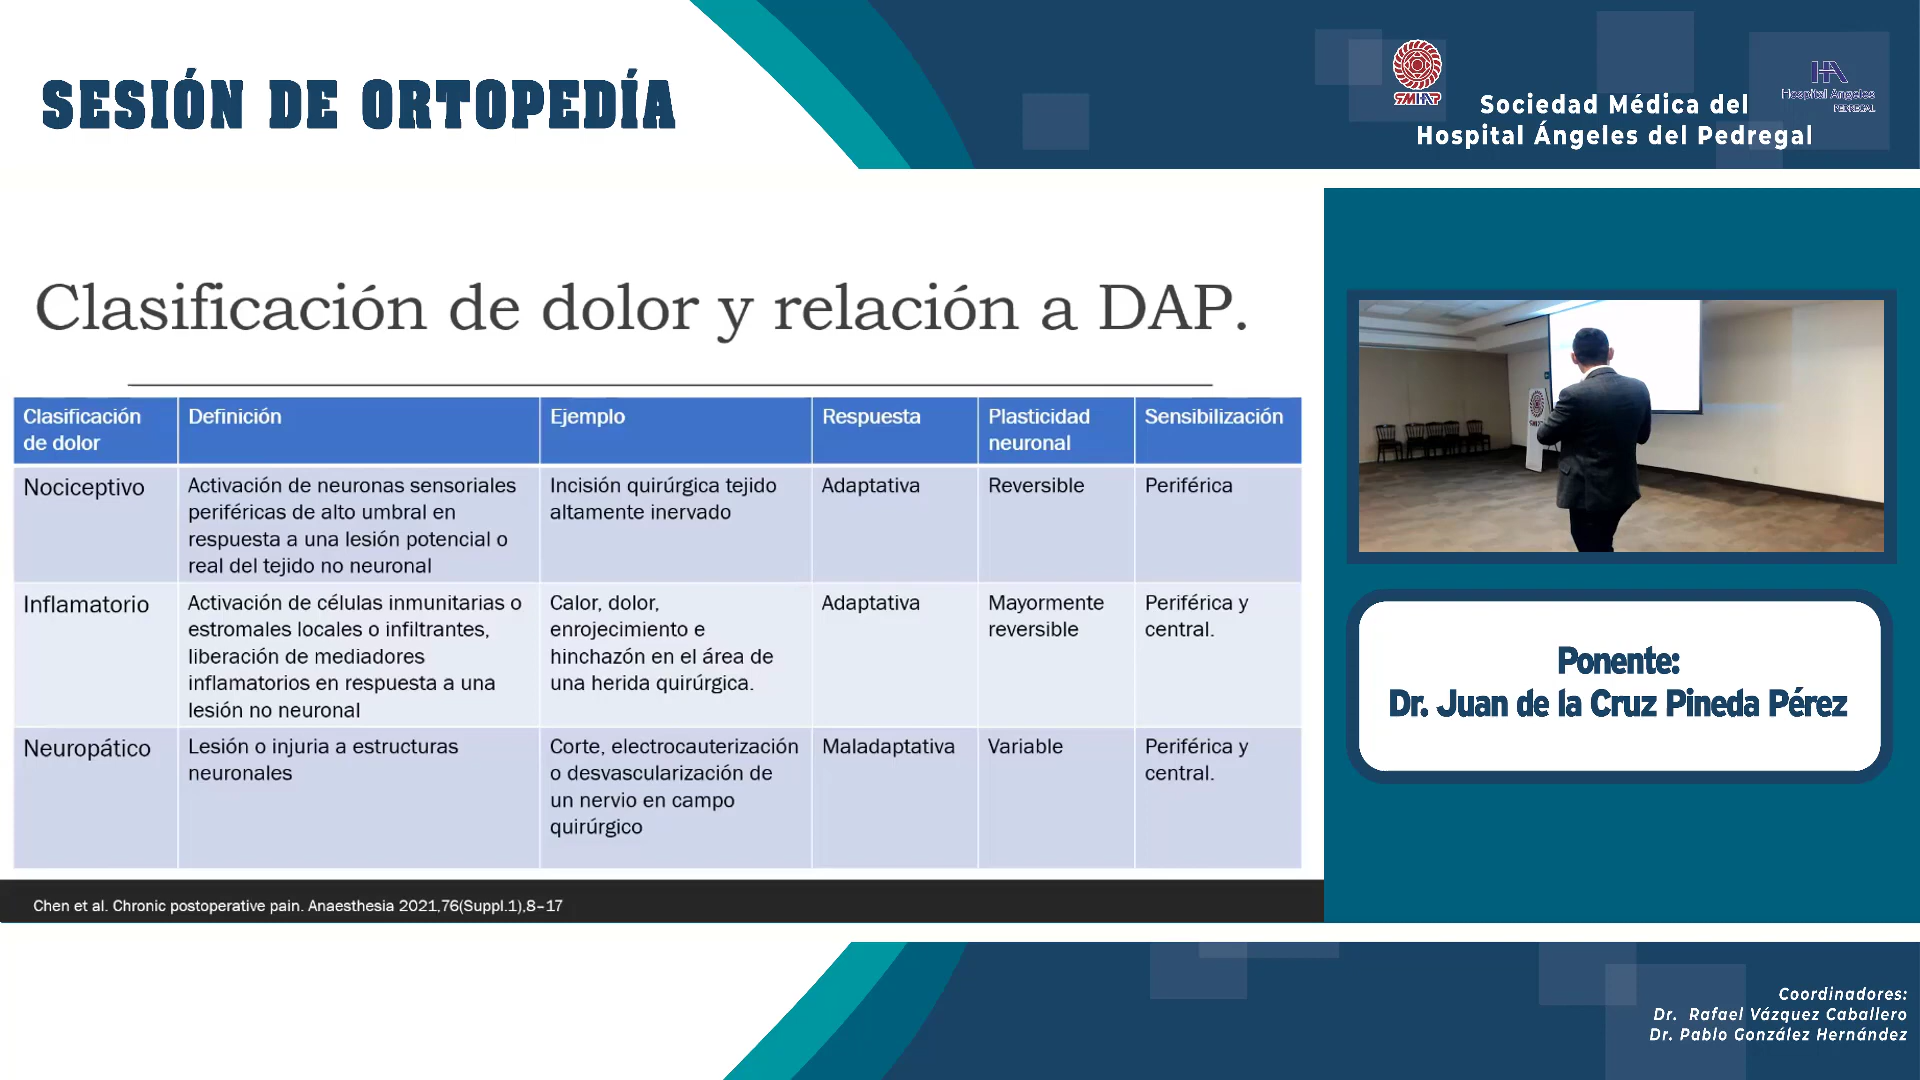 SESIÓN DE ORTOPEDÍA
SMHAP
Sociedad Médica del
Hospital Ángeles del Pedregal
HA
Hospital Angeles
PEDREGAL
Clasificación de dolor y relación a DAP.
Clasificación de dolor
Definición
Ejemplo
Respuesta
Plasticidad neuronal
Sensibilización
Nociceptivo
Activación de neuronas sensoriales
periféricas de alto umbral en
respuesta a una lesión potencial o
real del tejido no neuronal
Incisión quirúrgica tejido
altamente inervado
Adaptativa
Reversible
Periférica
Inflamatorio
Activación de células inmunitarias o
estromales locales o infiltrantes,
liberación de mediadores
inflamatorios en respuesta a una
lesión no neuronal
Calor, dolor,
enrojecimiento e
hinchazón en el área de
una herida quirúrgica.
Adaptativa
Mayormente
reversible
Periférica y
central.
Neuropático
Lesión o injuria a estructuras
neuronales
Corte, electrocauterización
o desvascularización de
un nervio en campo
quirúrgico
Maladaptativa
Variable
Periférica y
central.
Chen et al. Chronic postoperative pain. Anaesthesia 2021,76(Suppl.1),8–17
Ponente:
Dr. Juan de la Cruz Pineda Pérez
Coordinadores:
Dr. Rafael Vázquez Caballero
Dr. Pablo González Hernández